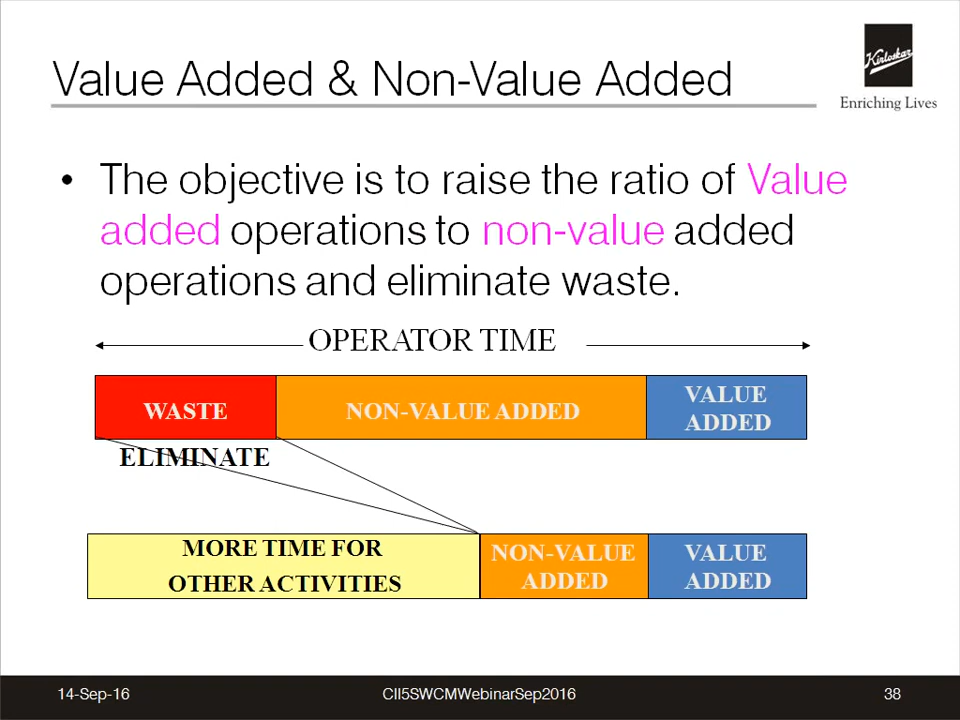 Value Added & Non-Value Added
Kirloskar
Enriching Lives
• The objective is to raise the ratio of Value
added operations to non-value added
operations and eliminate waste.
OPERATOR TIME
WASTE
NON-VALUE ADDED
VALUE
ADDED
ELIMINATE
MORE TIME FOR
OTHER ACTIVITIES
NON-VALUE
ADDED
VALUE
ADDED
14-Sep-16
CII5SWCMWebinarSep2016
38